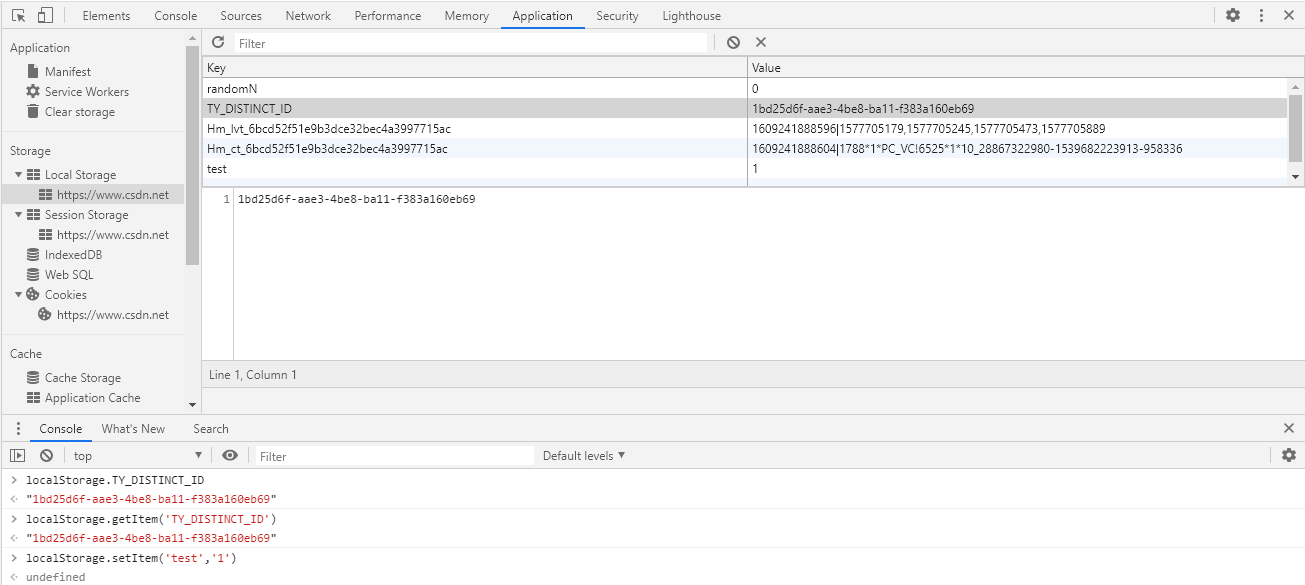 Elements Console Sources Network Performance Memory Application Security Lighthouse
Application
Manifest
Service Workers
Clear storage
Storage
Local Storage
https://www.csdn.net
Session Storage
https://www.csdn.net
IndexedDB
Web SQL
Cookies
https://www.csdn.net
Cache
Cache Storage
Application Cache
Filter
Key Value
randomN 0
TY_DISTINCT_ID 1bd25d6f-aae3-4be8-ba11-f383a160eb69
Hm_lvt_6bcd52f51e9b3dce32bec4a3997715ac 1609241888596|1577705179,1577705245,1577705473,1577705889
Hm_ct_6bcd52f51e9b3dce32bec4a3997715ac 1609241888604|1788*1*PC_VC!6525*1*10_28867322980-1539682223913-958336
test 1
1 1bd25d6f-aae3-4be8-ba11-f383a160eb69
Line 1, Column 1
Console What's New Search
top Filter Default levels
localStorage.TY_DISTINCT_ID
"1bd25d6f-aae3-4be8-ba11-f383a160eb69"
localStorage.getItem('TY_DISTINCT_ID')
"1bd25d6f-aae3-4be8-ba11-f383a160eb69"
localStorage.setItem('test','1')
undefined